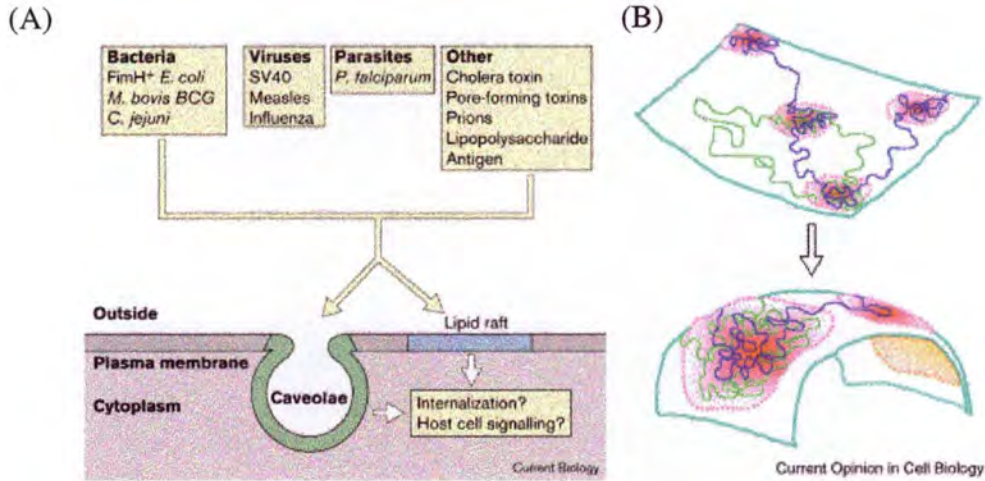 (A)
Bacteria
FimH+ E. coli
M. bovis BCG
C. jejuni
Viruses
SV40
Measles
Influenza
Parasites
P. falciparum
Other
Cholera toxin
Pore-forming toxins
Prions
Lipopolysaccharide
Antigen
Outside
Lipid raft
Plasma membrane
Cytoplasm
Caveolae
Internalization?
Host cell signalling?
Current Biology
(B)
Current Opinion in Cell Biology